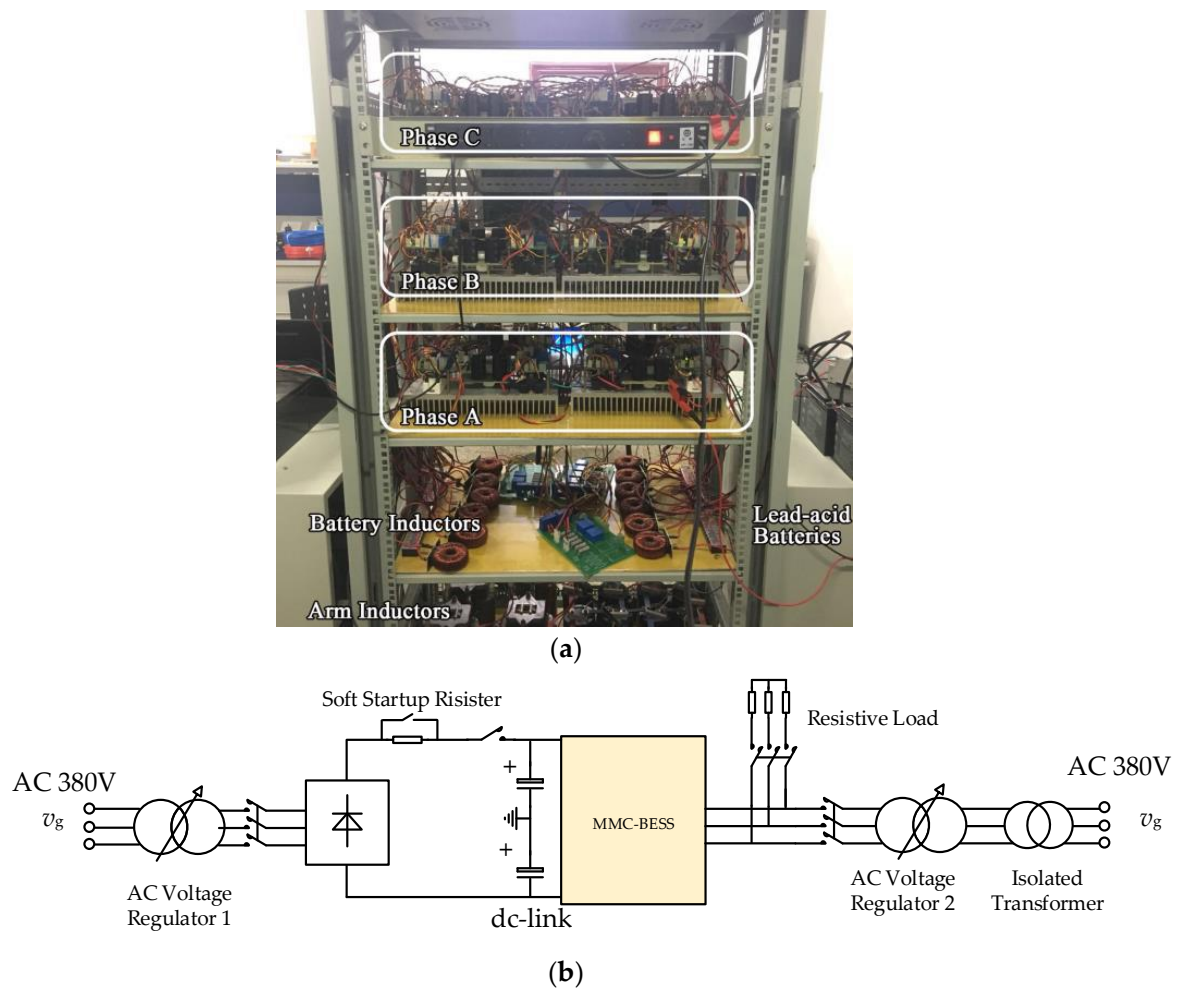 Phase C
Phase B
Phase A
Battery Inductors
Lead-acid
Batteries
Arm Inductors
(a)
Soft Startup Risister
Resistive Load
AC 380V
AC 380V
vg
+
MMC-BESS
vg
+
AC Voltage
Regulator 1
AC Voltage
Regulator 2
Isolated
Transformer
dc-link
(b)